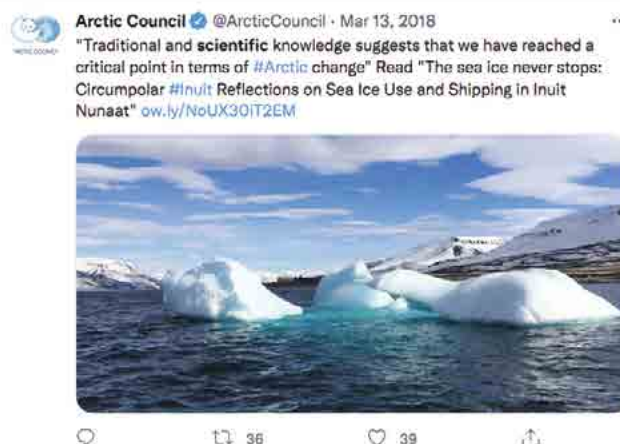 Arctic Council @ArcticCouncil · Mar 13, 2018
"Traditional and scientific knowledge suggests that we have reached a
critical point in terms of #Arctic change" Read "The sea ice never stops:
Circumpolar #Inuit Reflections on Sea Ice Use and Shipping in Inuit
Nunaat" ow.ly/NoUX30iT2EM
ARCTIC COUNCIL
36
39